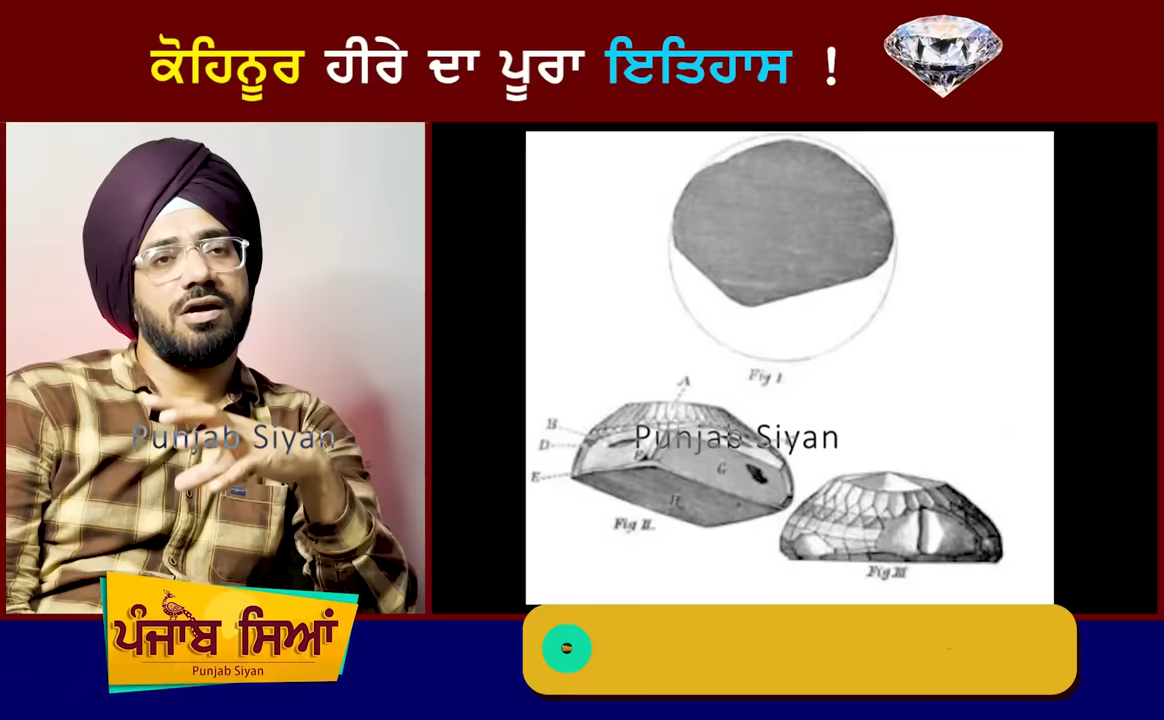 ਕੋਹਿਨੂਰ ਹੀਰੇ ਦਾ ਪੂਰਾ ਇਤਿਹਾਸ !
Fig I.
A
B
D
E
F
G
H
Punjab Siyan
Punjab Siyan
Fig II.
Fig III
ਪੰਜਾਬ ਸਿਆਂ
Punjab Siyan